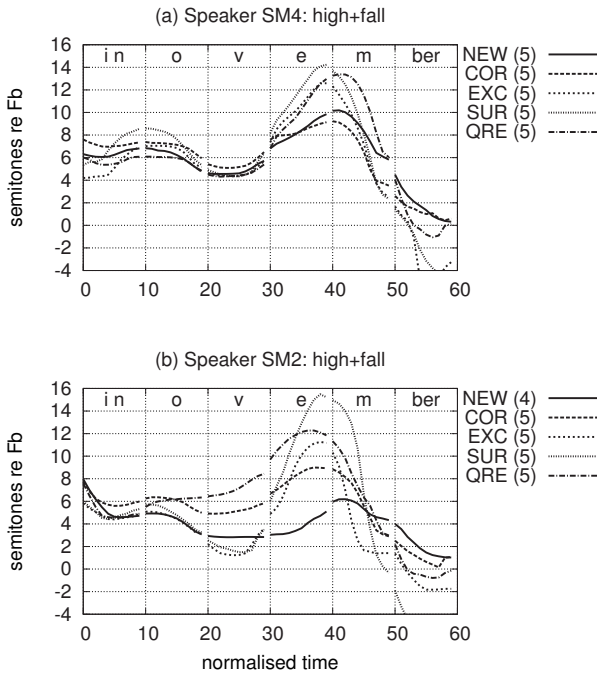 (a) Speaker SM4: high+fall
16
14
12
10
8
6
4
2
0
-2
-4
semitones re Fb
in o v e m ber
NEW (5)
COR (5)
EXC (5)
SUR (5)
QRE (5)
0 10 20 30 40 50 60
(b) Speaker SM2: high+fall
16
14
12
10
8
6
4
2
0
-2
-4
semitones re Fb
in o v e m ber
NEW (4)
COR (5)
EXC (5)
SUR (5)
QRE (5)
0 10 20 30 40 50 60
normalised time